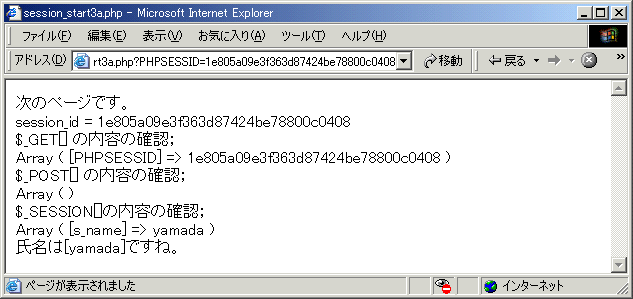 session_start3a.php - Microsoft Internet Explorer
ファイル(F) 編集(E) 表示(V) お気に入り(A) ツール(T) ヘルプ(H)
アドレス(D) rt3a.php?PHPSESSID=1e805a09e3f363d87424be78800c0408 移動 戻る
次のページです。
session_id = 1e805a09e3f363d87424be78800c0408
$_GET[] の内容の確認;
Array ( [PHPSESSID] => 1e805a09e3f363d87424be78800c0408 )
$_POST[] の内容の確認;
Array ( )
$_SESSION[]の内容の確認;
Array ( [s_name] => yamada )
氏名は[yamada]ですね。
ページが表示されました インターネット